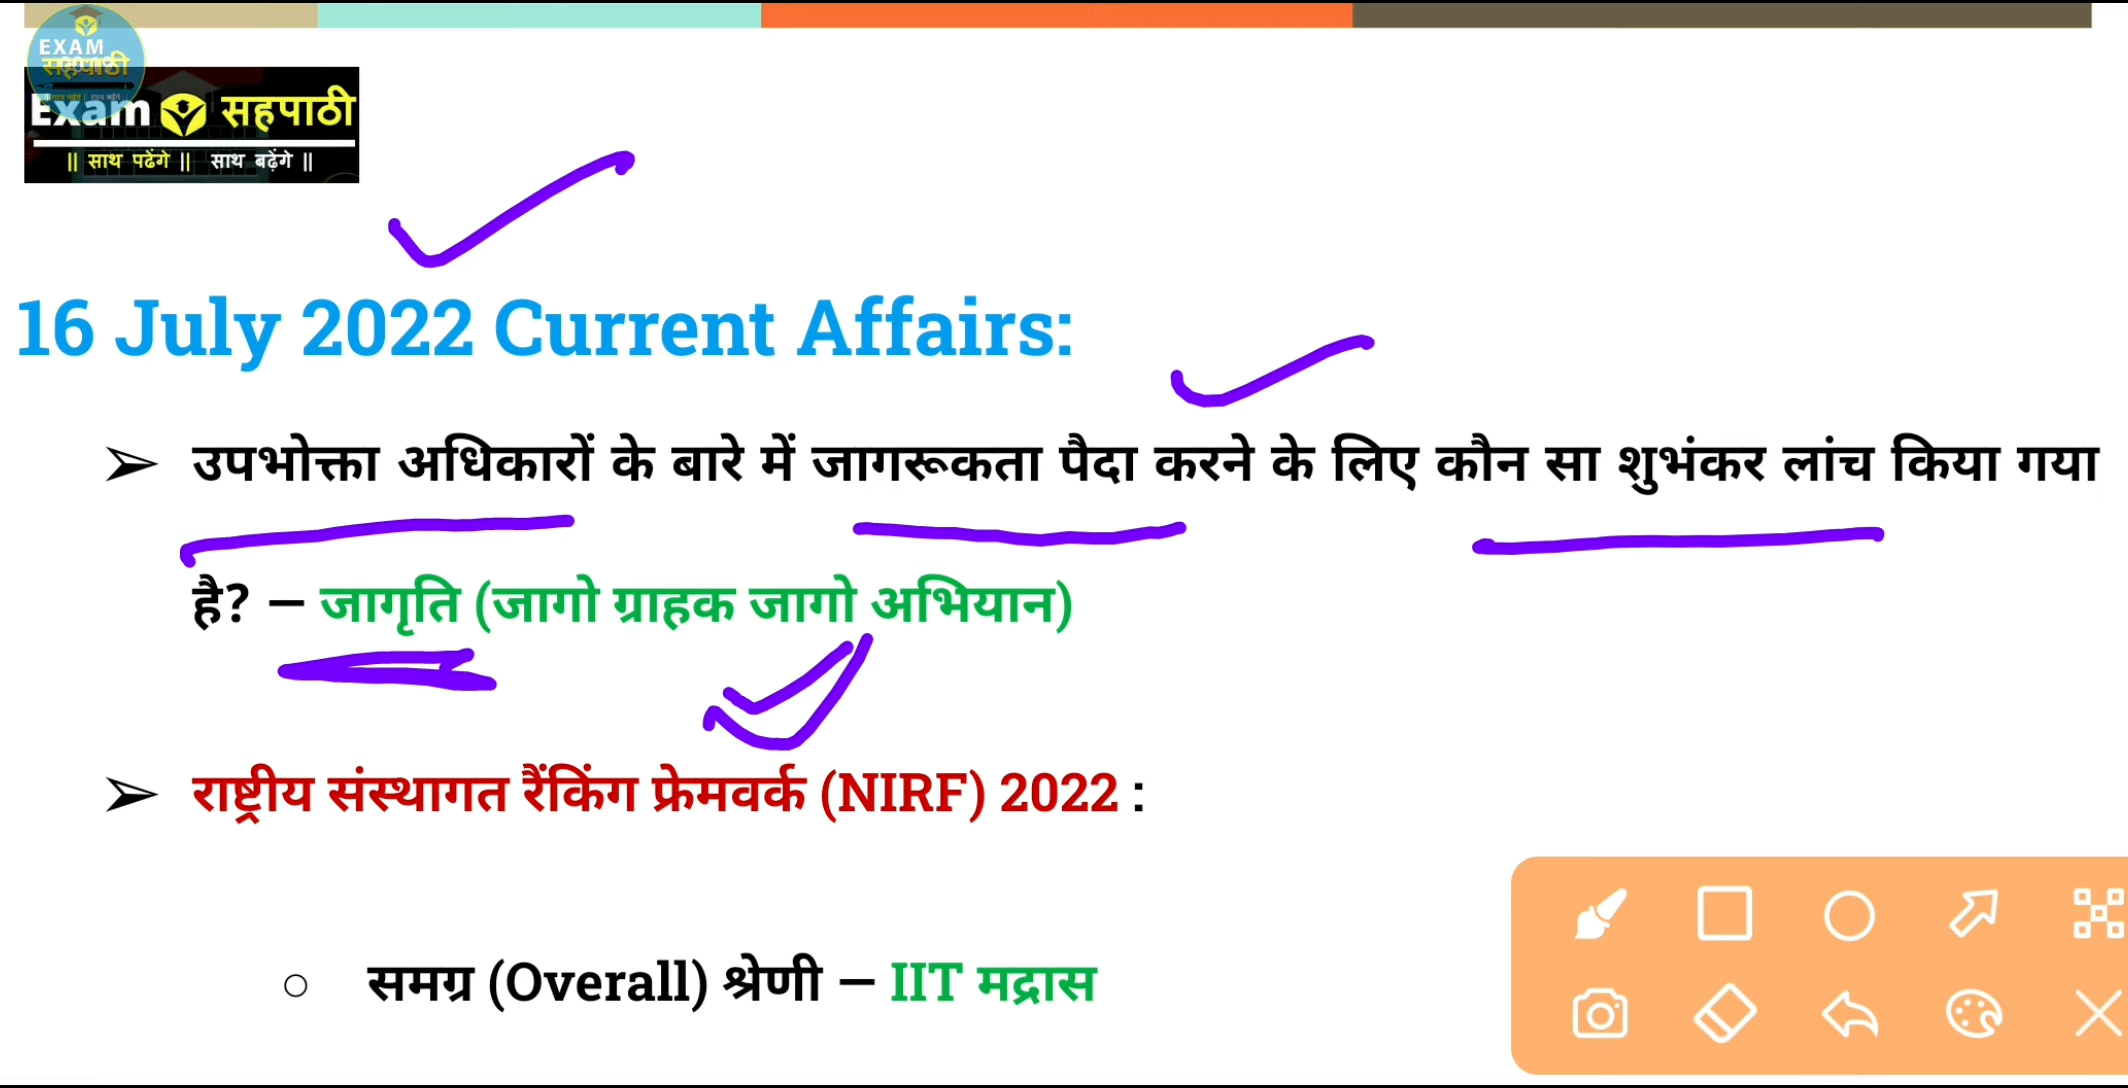 EXAM
सहपाठी
Exam सहपाठी
|| साथ पढेंगे || साथ बढ़ेंगे ||
16 July 2022 Current Affairs:
➢ उपभोक्ता अधिकारों के बारे में जागरूकता पैदा करने के लिए कौन सा शुभंकर लांच किया गया
है? – जागृति (जागो ग्राहक जागो अभियान)
➢ राष्ट्रीय संस्थागत रैंकिंग फ्रेमवर्क (NIRF) 2022 :
○ समग्र (Overall) श्रेणी – IIT मद्रास